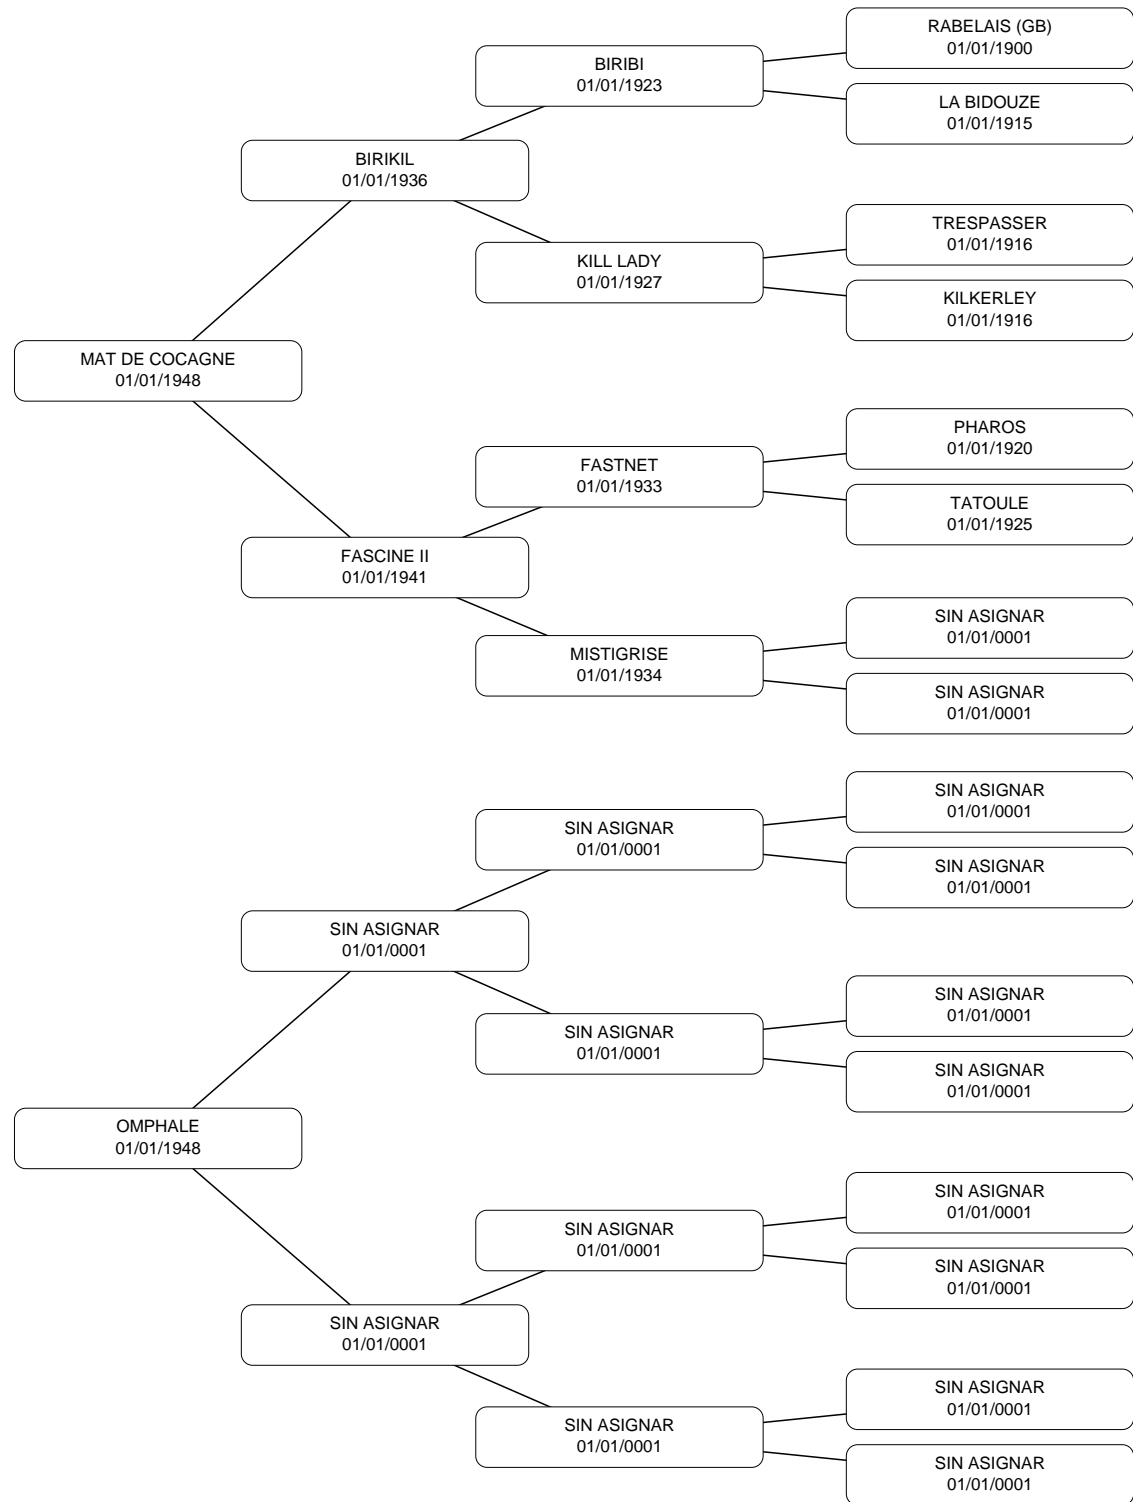 RABELAIS (GB)
01/01/1900
BIRIBI
01/01/1923
LA BIDOUZE
01/01/1915
BIRIKIL
01/01/1936
TRESPASSER
01/01/1916
KILL LADY
01/01/1927
KILKERLEY
01/01/1916
MAT DE COCAGNE
01/01/1948
PHAROS
01/01/1920
FASTNET
01/01/1933
TATOULE
01/01/1925
FASCINE II
01/01/1941
SIN ASIGNAR
01/01/0001
MISTIGRISE
01/01/1934
SIN ASIGNAR
01/01/0001
SIN ASIGNAR
01/01/0001
SIN ASIGNAR
01/01/0001
SIN ASIGNAR
01/01/0001
SIN ASIGNAR
01/01/0001
SIN ASIGNAR
01/01/0001
SIN ASIGNAR
01/01/0001
SIN ASIGNAR
01/01/0001
OMPHALE
01/01/1948
SIN ASIGNAR
01/01/0001
SIN ASIGNAR
01/01/0001
SIN ASIGNAR
01/01/0001
SIN ASIGNAR
01/01/0001
SIN ASIGNAR
01/01/0001
SIN ASIGNAR
01/01/0001
SIN ASIGNAR
01/01/0001